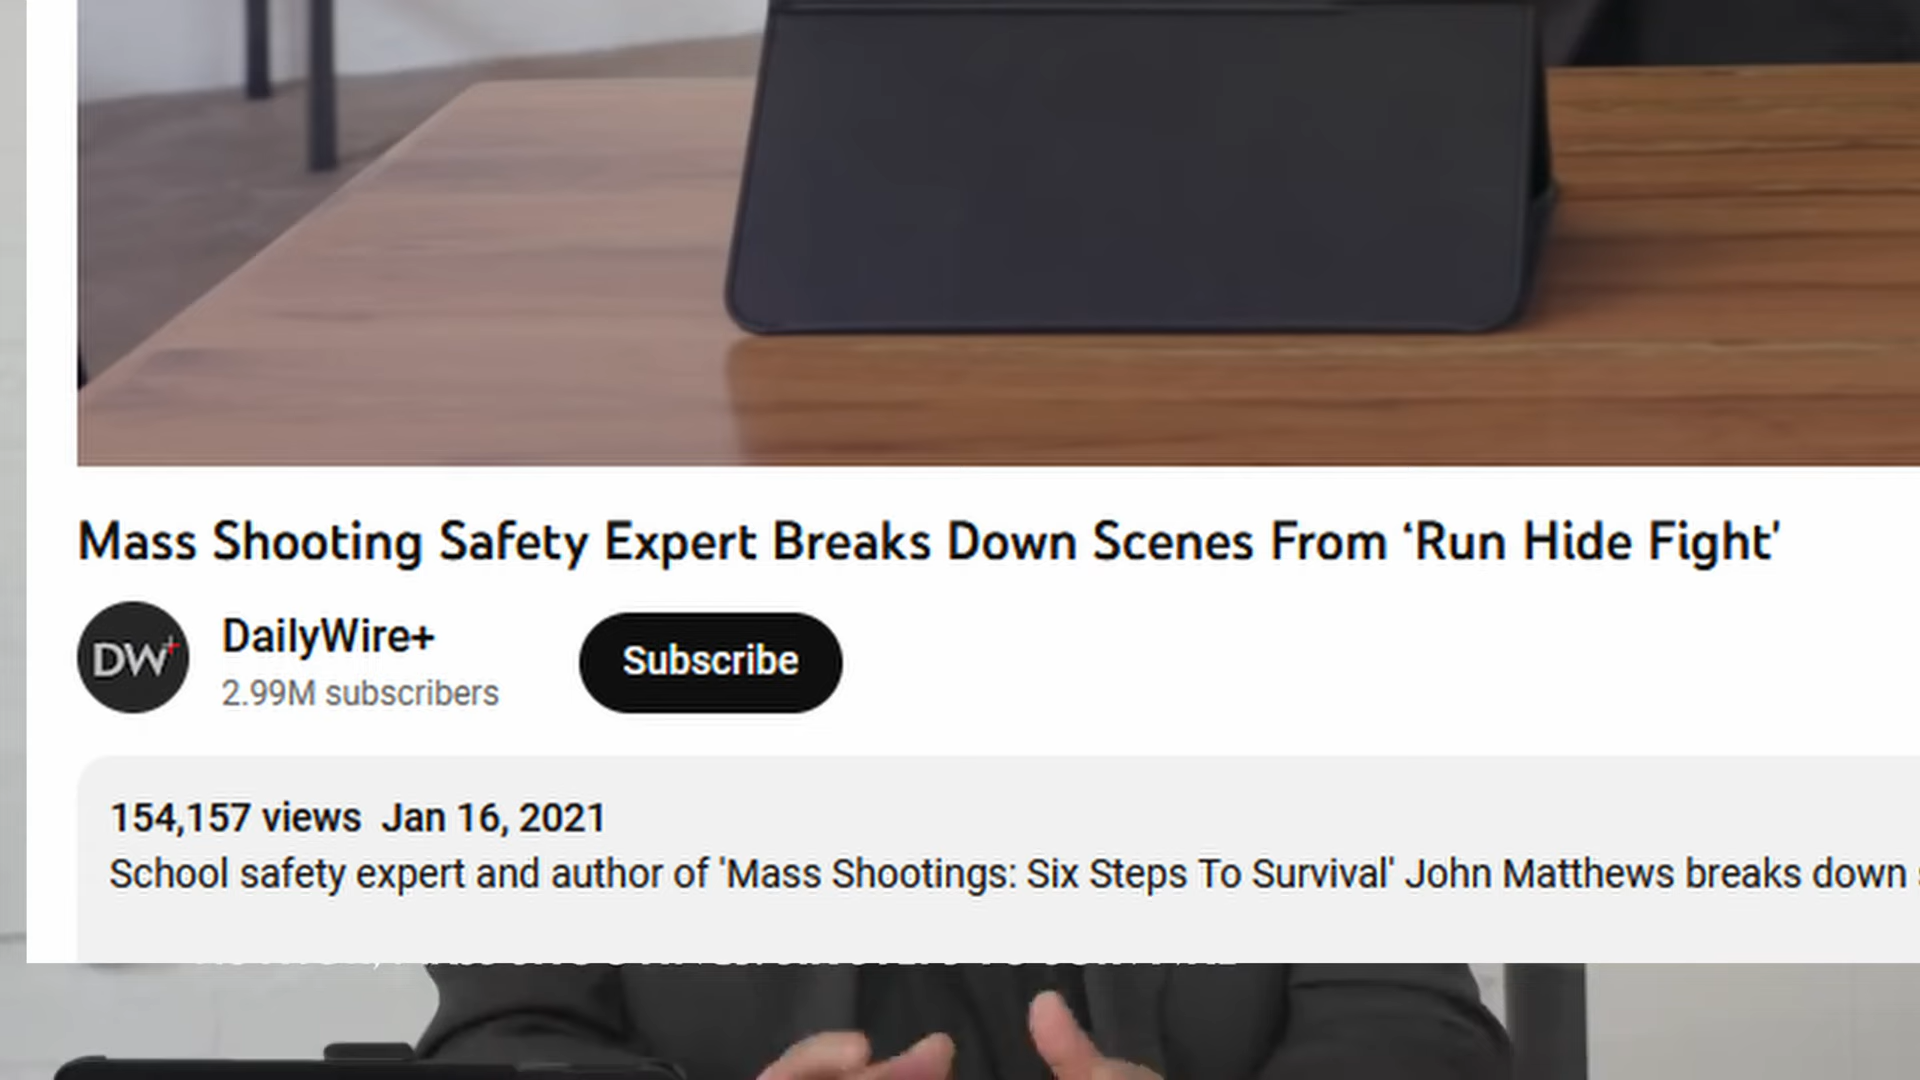 Mass Shooting Safety Expert Breaks Down Scenes From ‘Run Hide Fight’
DW+
DailyWire+
2.99M subscribers
Subscribe
154,157 views Jan 16, 2021
School safety expert and author of 'Mass Shootings: Six Steps To Survival' John Matthews breaks down